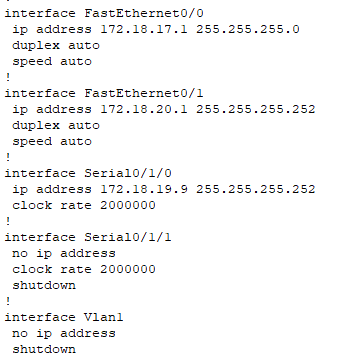 !
interface FastEthernet0/0
 ip address 172.18.17.1 255.255.255.0
 duplex auto
 speed auto
!
interface FastEthernet0/1
 ip address 172.18.20.1 255.255.255.252
 duplex auto
 speed auto
!
interface Serial0/1/0
 ip address 172.18.19.9 255.255.255.252
 clock rate 2000000
!
interface Serial0/1/1
 no ip address
 clock rate 2000000
 shutdown
!
interface Vlan1
 no ip address
 shutdown